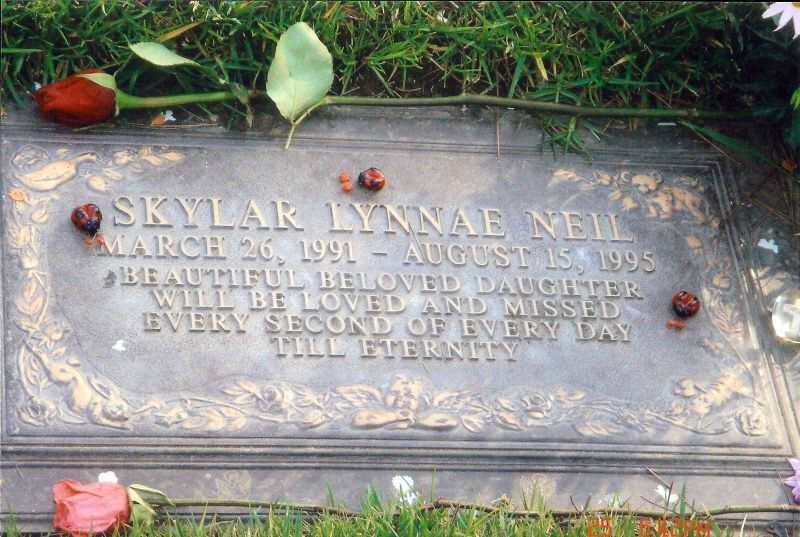 SKYLAR LYNNAE NEIL
MARCH 26, 1991 - AUGUST 15, 1995
BEAUTIFUL BELOVED DAUGHTER
WILL BE LOVED AND MISSED
EVERY SECOND OF EVERY DAY
TILL ETERNITY